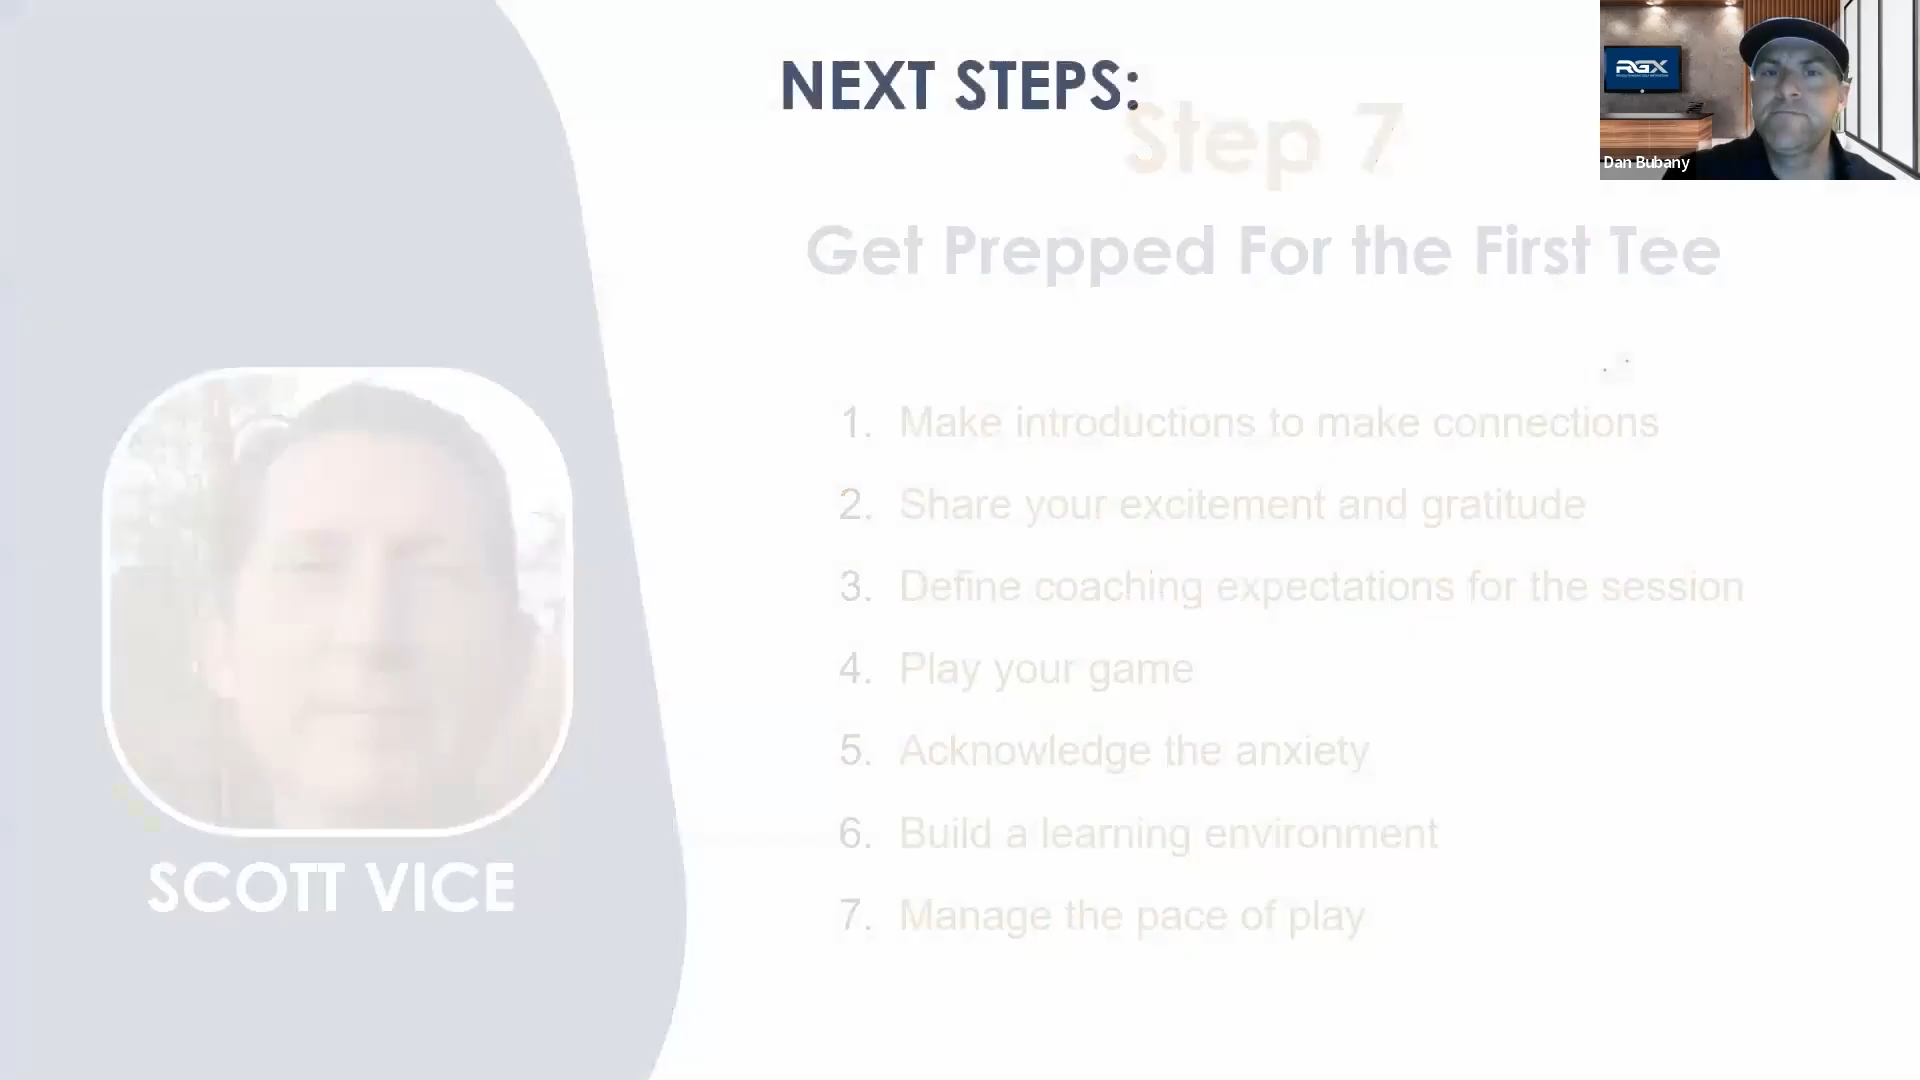 NEXT STEPS:
Step 7
Get Prepped For the First Tee
1. Make introductions to make connections
2. Share your excitement and gratitude
3. Define coaching expectations for the session
4. Play your game
5. Acknowledge the anxiety
6. Build a learning environment
7. Manage the pace of play
SCOTT VICE
RGX
Dan Bubany